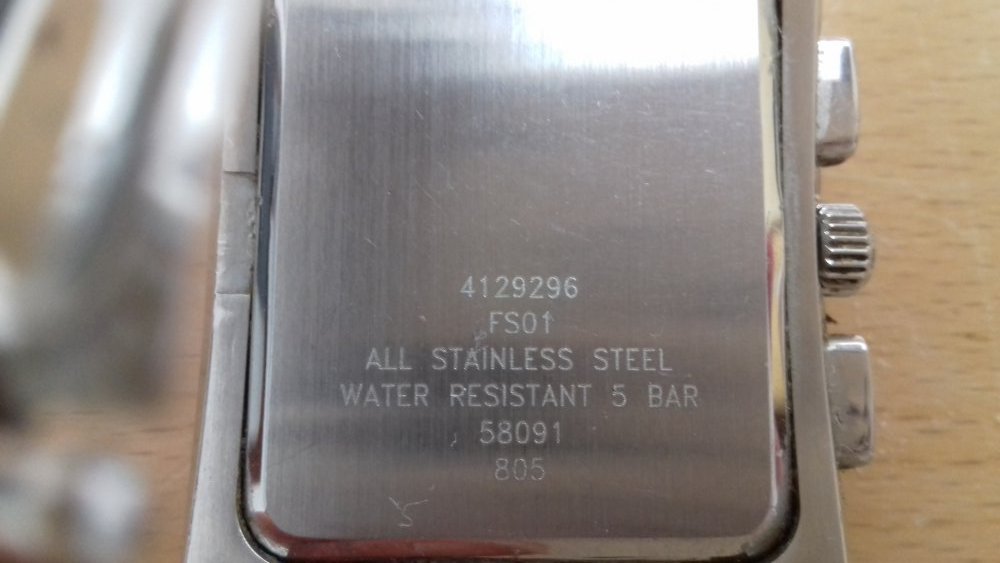 4129296
FS01
ALL STAINLESS STEEL
WATER RESISTANT 5 BAR
58091
805